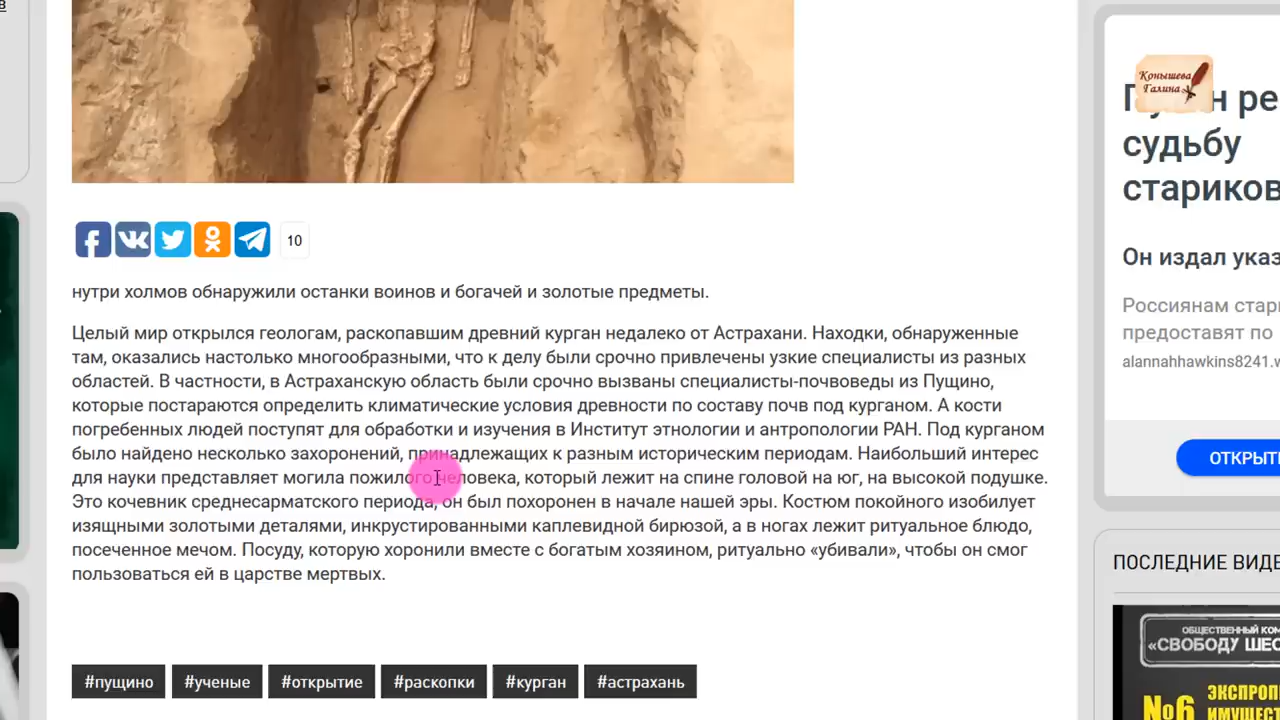 в
10
нутри холмов обнаружили останки воинов и богачей и золотые предметы.
Целый мир открылся геологам, раскопавшим древний курган недалеко от Астрахани. Находки, обнаруженные
там, оказались настолько многообразными, что к делу были срочно привлечены узкие специалисты из разных
областей. В частности, в Астраханскую область были срочно вызваны специалисты-почвоведы из Пущино,
которые постараются определить климатические условия древности по составу почв под курганом. А кости
погребенных людей поступят для обработки и изучения в Институт этнологии и антропологии РАН. Под курганом
было найдено несколько захоронений, принадлежащих к разным историческим периодам. Наибольший интерес
для науки представляет могила пожилого человека, который лежит на спине головой на юг, на высокой подушке.
Это кочевник среднесарматского периода, он был похоронен в начале нашей эры. Костюм покойного изобилует
изящными золотыми деталями, инкрустированными каплевидной бирюзой, а в ногах лежит ритуальное блюдо,
посеченное мечом. Посуду, которую хоронили вместе с богатым хозяином, ритуально «убивали», чтобы он смог
пользоваться ей в царстве мертвых.
#пущино #ученые #открытие #раскопки #курган #астрахань
Конышева
Галина
ре
судьбу
стариков
Он издал указ
Россиянам стар
предоставят по
alannahhawkins8241.w
ОТКРЫТ
ПОСЛЕДНИЕ ВИДЕ
ОБЩЕСТВЕННЫЙ КОМ
«СВОБОДУ ШЕС
№6 ЭКСПРОП
ИМУЩЕСТ